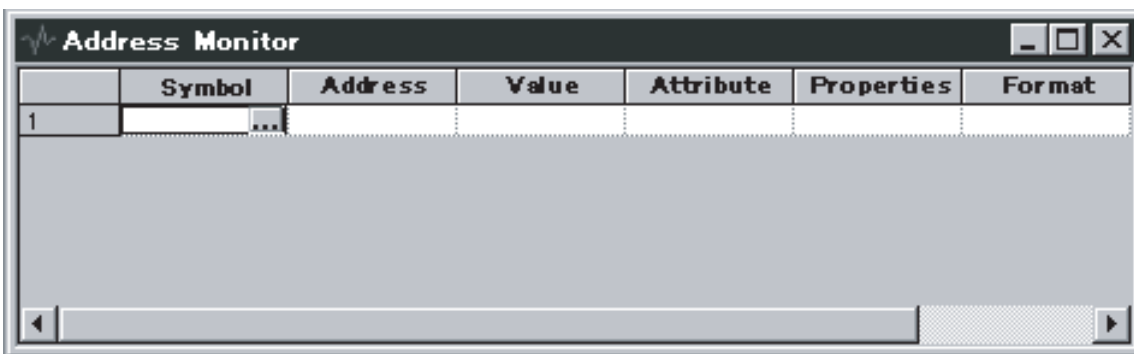 Address Monitor
Symbol Address Value Attribute Properties Format
1 ...